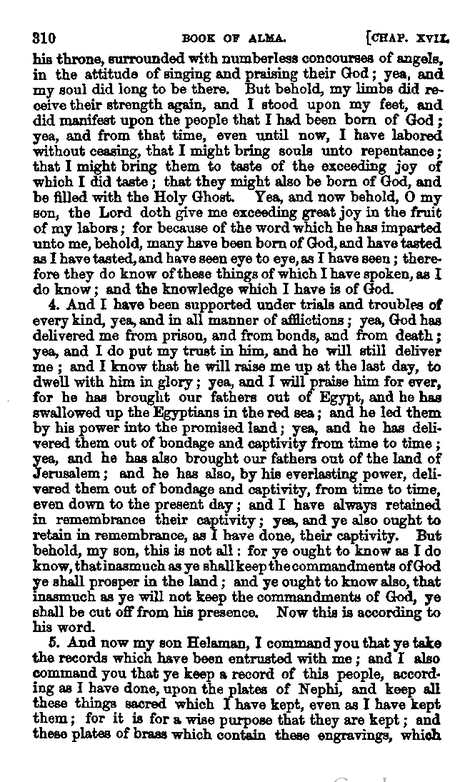 310 BOOK OF ALMA. [CHAP. XVII.
his throne, surrounded with numberless concourses of angels,
in the attitude of singing and praising their God; yea, and
my soul did long to be there. But behold, my limbs did re-
ceive their strength again, and I stood upon my feet, and
did manifest upon the people that I had been born of God;
yea, and from that time, even until now, I have labored
without ceasing, that I might bring souls unto repentance;
that I might bring them to taste of the exceeding joy of
which I did taste; that they might also be born of God, and
be filled with the Holy Ghost. Yea, and now behold, O my
son, the Lord doth give me exceeding great joy in the fruit
of my labors; for because of the word which he has imparted
unto me, behold, many have been born of God, and have tasted
as I have tasted, and have seen eye to eye, as I have seen; there-
fore they do know of these things of which I have spoken, as I
do know; and the knowledge which I have is of God.
4. And I have been supported under trials and troubles of
every kind, yea, and in all manner of afflictions; yea, God has
delivered me from prison, and from bonds, and from death;
yea, and I do put my trust in him, and he will still deliver
me; and I know that he will raise me up at the last day, to
dwell with him in glory; yea, and I will praise him for ever,
for he has brought our fathers out of Egypt, and he has
swallowed up the Egyptians in the red sea; and he led them
by his power into the promised land; yea, and he has deli-
vered them out of bondage and captivity from time to time;
yea, and he has also brought our fathers out of the land of
Jerusalem; and he has also, by his everlasting power, deli-
vered them out of bondage and captivity, from time to time,
even down to the present day; and I have always retained
in remembrance their captivity; yea, and ye also ought to
retain in remembrance, as I have done, their captivity. But
behold, my son, this is not all: for ye ought to know as I do
know, that inasmuch as ye shall keep the commandments of God
ye shall prosper in the land; and ye ought to know also, that
inasmuch as ye will not keep the commandments of God, ye
shall be cut off from his presence. Now this is according to
his word.
5. And now my son Helaman, I command you that ye take
the records which have been entrusted with me; and I also
command you that ye keep a record of this people, accord-
ing as I have done, upon the plates of Nephi, and keep all
these things sacred which I have kept, even as I have kept
them; for it is for a wise purpose that they are kept; and
these plates of brass which contain these engravings, which